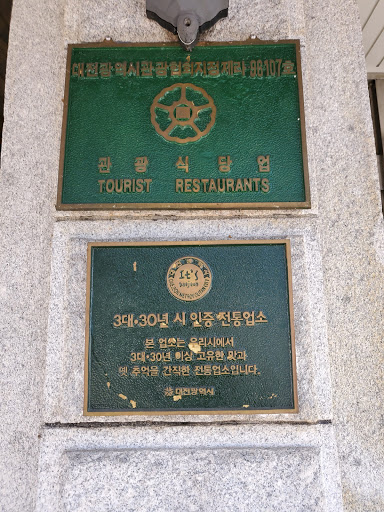 대전광역시관광협회지정제라 98-107호
관광식당업
TOURIST RESTAURANTS
It's
3대·30년 시 인증 전통업소
본 업소는 우리시에서
3대·30년 이상 고유한 맛과
옛 추억을 간직한 전통업소입니다.
대전광역시